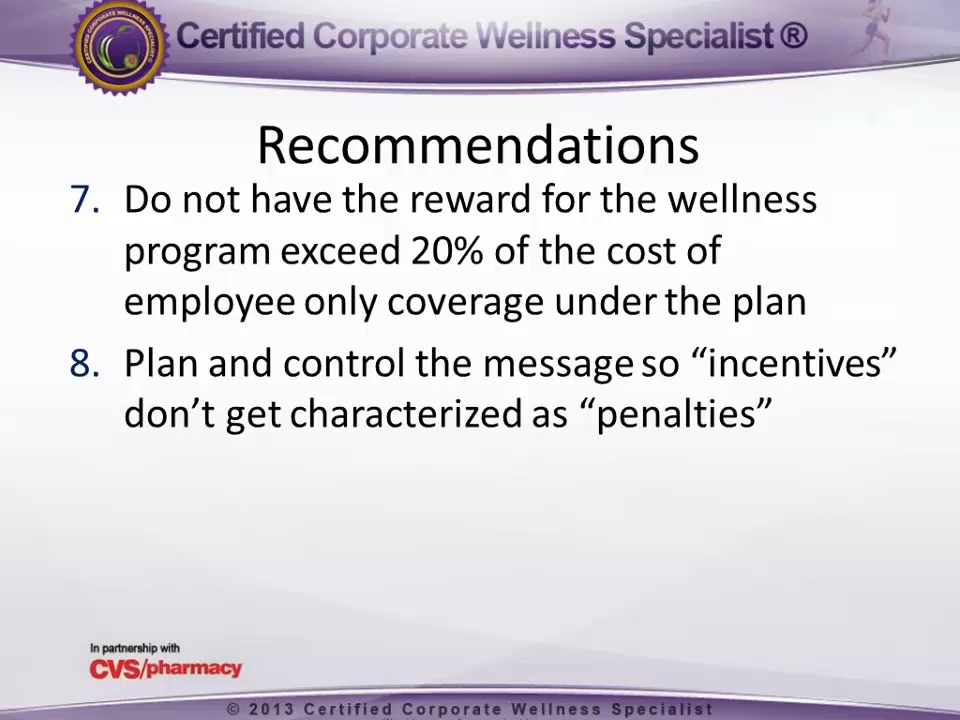 Certified Corporate Wellness Specialist ®
Recommendations
7. Do not have the reward for the wellness
program exceed 20% of the cost of
employee only coverage under the plan
8. Plan and control the message so “incentives”
don’t get characterized as “penalties”
In partnership with
CVS/pharmacy
© 2013 Certified Corporate Wellness Specialist